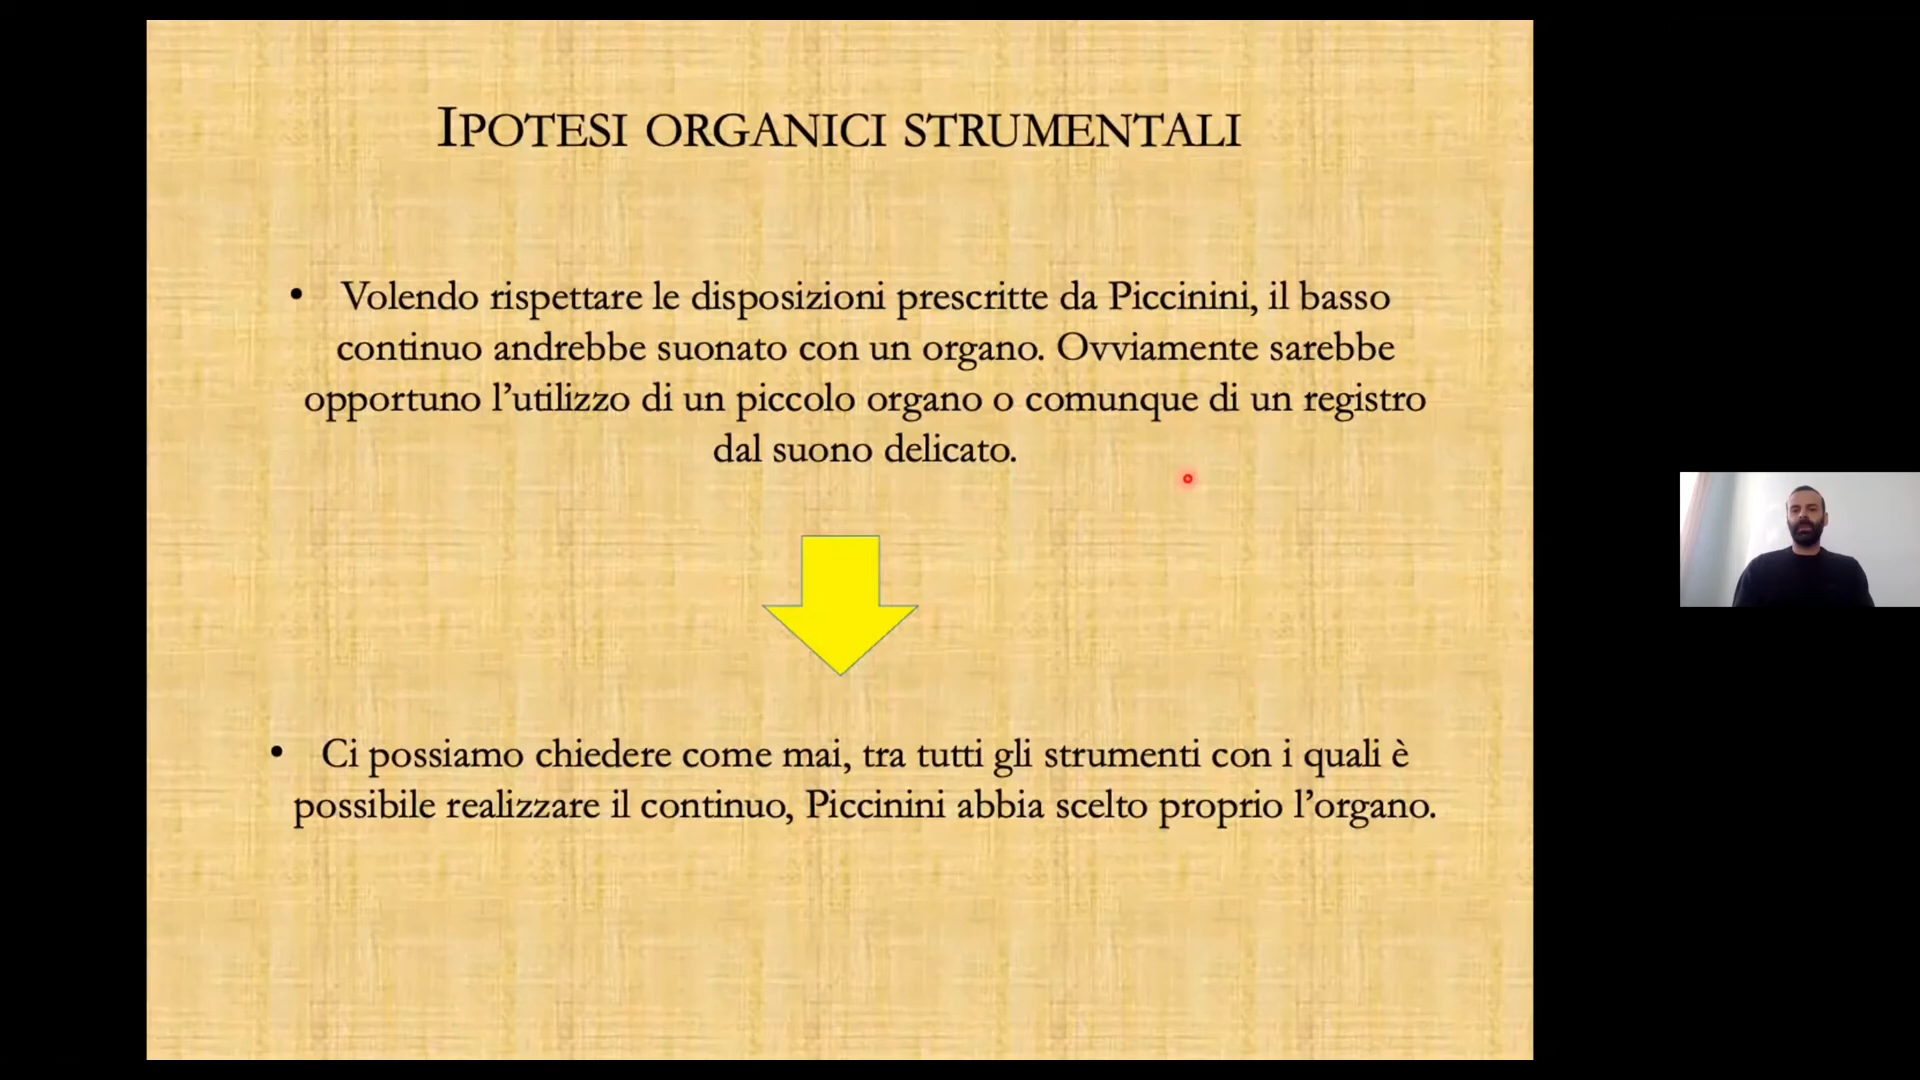 IPOTESI ORGANICI STRUMENTALI
• Volendo rispettare le disposizioni prescritte da Piccinini, il basso
continuo andrebbe suonato con un organo. Ovviamente sarebbe
opportuno l’utilizzo di un piccolo organo o comunque di un registro
dal suono delicato.
• Ci possiamo chiedere come mai, tra tutti gli strumenti con i quali è
possibile realizzare il continuo, Piccinini abbia scelto proprio l’organo.